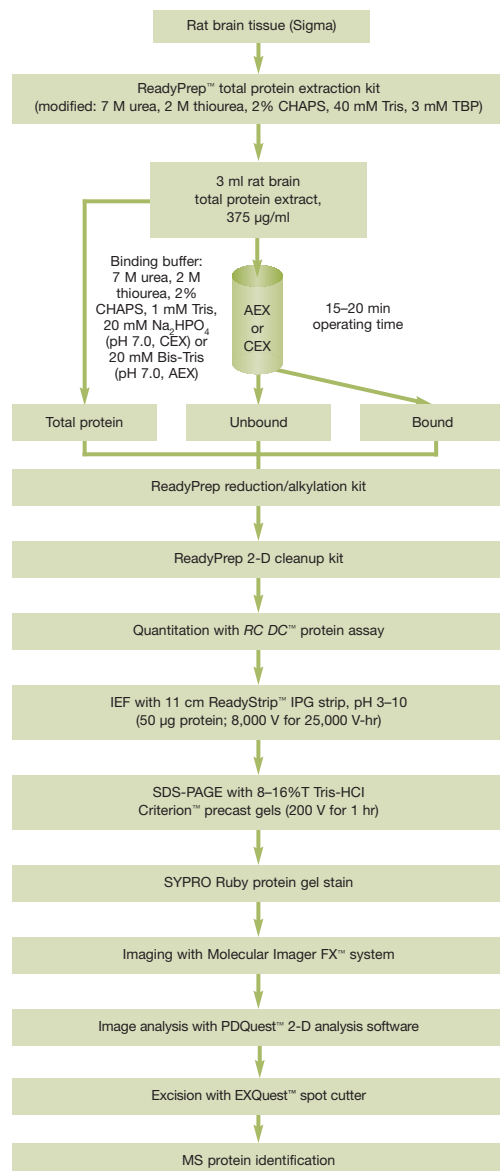 Rat brain tissue (Sigma)
ReadyPrep™ total protein extraction kit
(modified: 7 M urea, 2 M thiourea, 2% CHAPS, 40 mM Tris, 3 mM TBP)
3 ml rat brain
total protein extract,
375 µg/ml
Binding buffer:
7 M urea, 2 M
thiourea, 2%
CHAPS, 1 mM Tris,
20 mM Na₂HPO₄
(pH 7.0, CEX) or
20 mM Bis-Tris
(pH 7.0, AEX)
AEX
or
CEX
15–20 min
operating time
Total protein
Unbound
Bound
ReadyPrep reduction/alkylation kit
ReadyPrep 2-D cleanup kit
Quantitation with RC DC™ protein assay
IEF with 11 cm ReadyStrip™ IPG strip, pH 3–10
(50 µg protein; 8,000 V for 25,000 V-hr)
SDS-PAGE with 8–16%T Tris-HCl
Criterion™ precast gels (200 V for 1 hr)
SYPRO Ruby protein gel stain
Imaging with Molecular Imager FX™ system
Image analysis with PDQuest™ 2-D analysis software
Excision with EXQuest™ spot cutter
MS protein identification